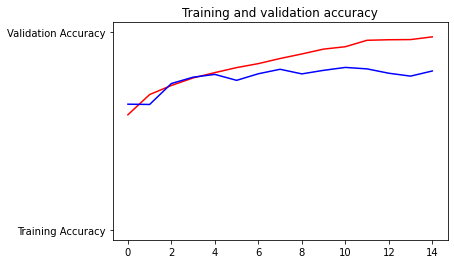 Training and validation accuracy
Validation Accuracy
Training Accuracy
0 2 4 6 8 10 12 14